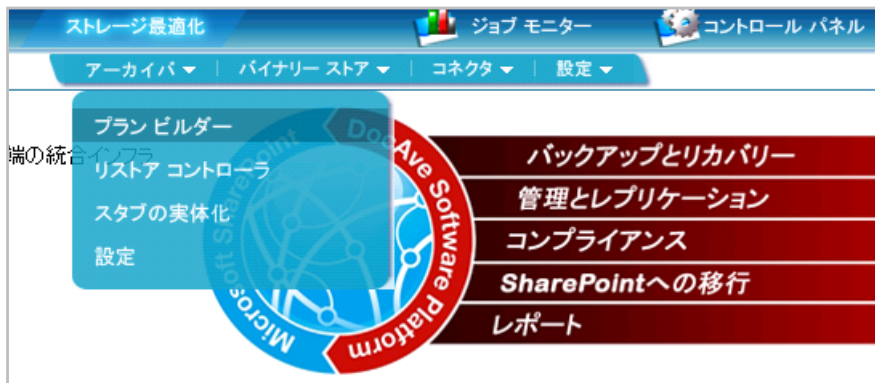 ストレージ最適化 ジョブ モニター コントロール パネル
アーカイバ バイナリー ストア コネクタ 設定
プラン ビルダー
リストア コントローラ
スタブの実体化
設定
端の統合インフラ
Microsoft SharePoint
DocAve Software Platform
バックアップとリカバリー
管理とレプリケーション
コンプライアンス
SharePointへの移行
レポート